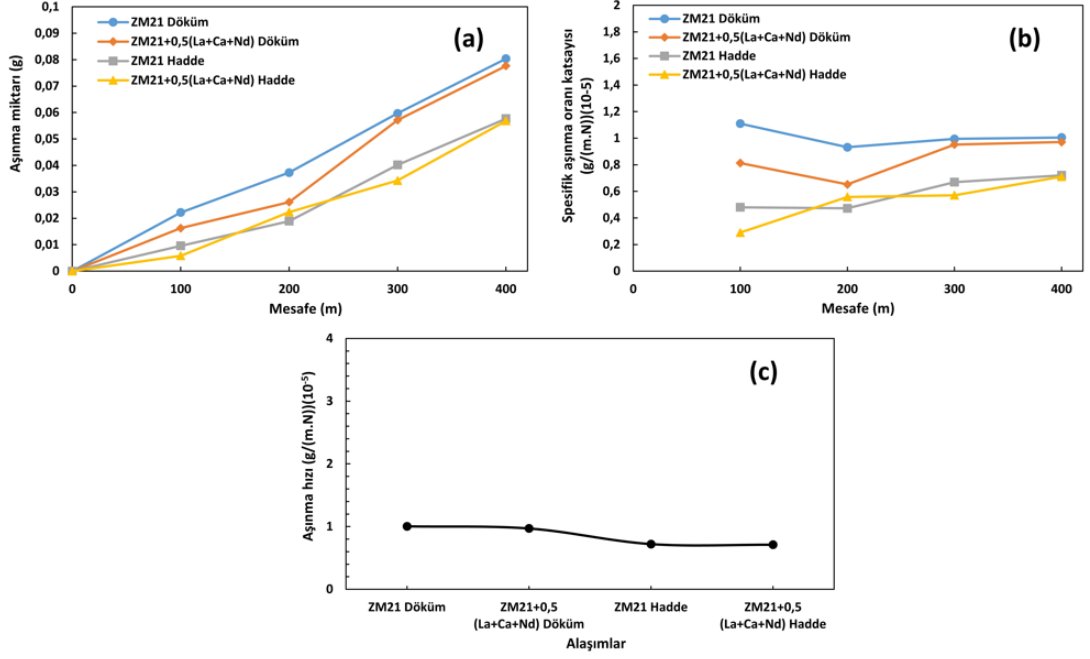 (a)
ZM21 Döküm
ZM21+0,5(La+Ca+Nd) Döküm
ZM21 Hadde
ZM21+0,5(La+Ca+Nd) Hadde
Aşınma miktarı (g)
0,1
0,09
0,08
0,07
0,06
0,05
0,04
0,03
0,02
0,01
0
0 100 200 300 400
Mesafe (m)
(b)
ZM21 Döküm
ZM21+0,5(La+Ca+Nd) Döküm
ZM21 Hadde
ZM21+0,5(La+Ca+Nd) Hadde
Spesifik aşınma oranı katsayısı
(g/(m.N))(10-5)
2
1,8
1,6
1,4
1,2
1
0,8
0,6
0,4
0,2
0
0 100 200 300 400
Mesafe (m)
(c)
Aşınma hızı (g/(m.N))(10⁻⁵)
4
3
2
1
0
ZM21 Döküm ZM21+0,5 ZM21 Hadde ZM21+0,5
(La+Ca+Nd) Döküm (La+Ca+Nd) Hadde
Alaşımlar